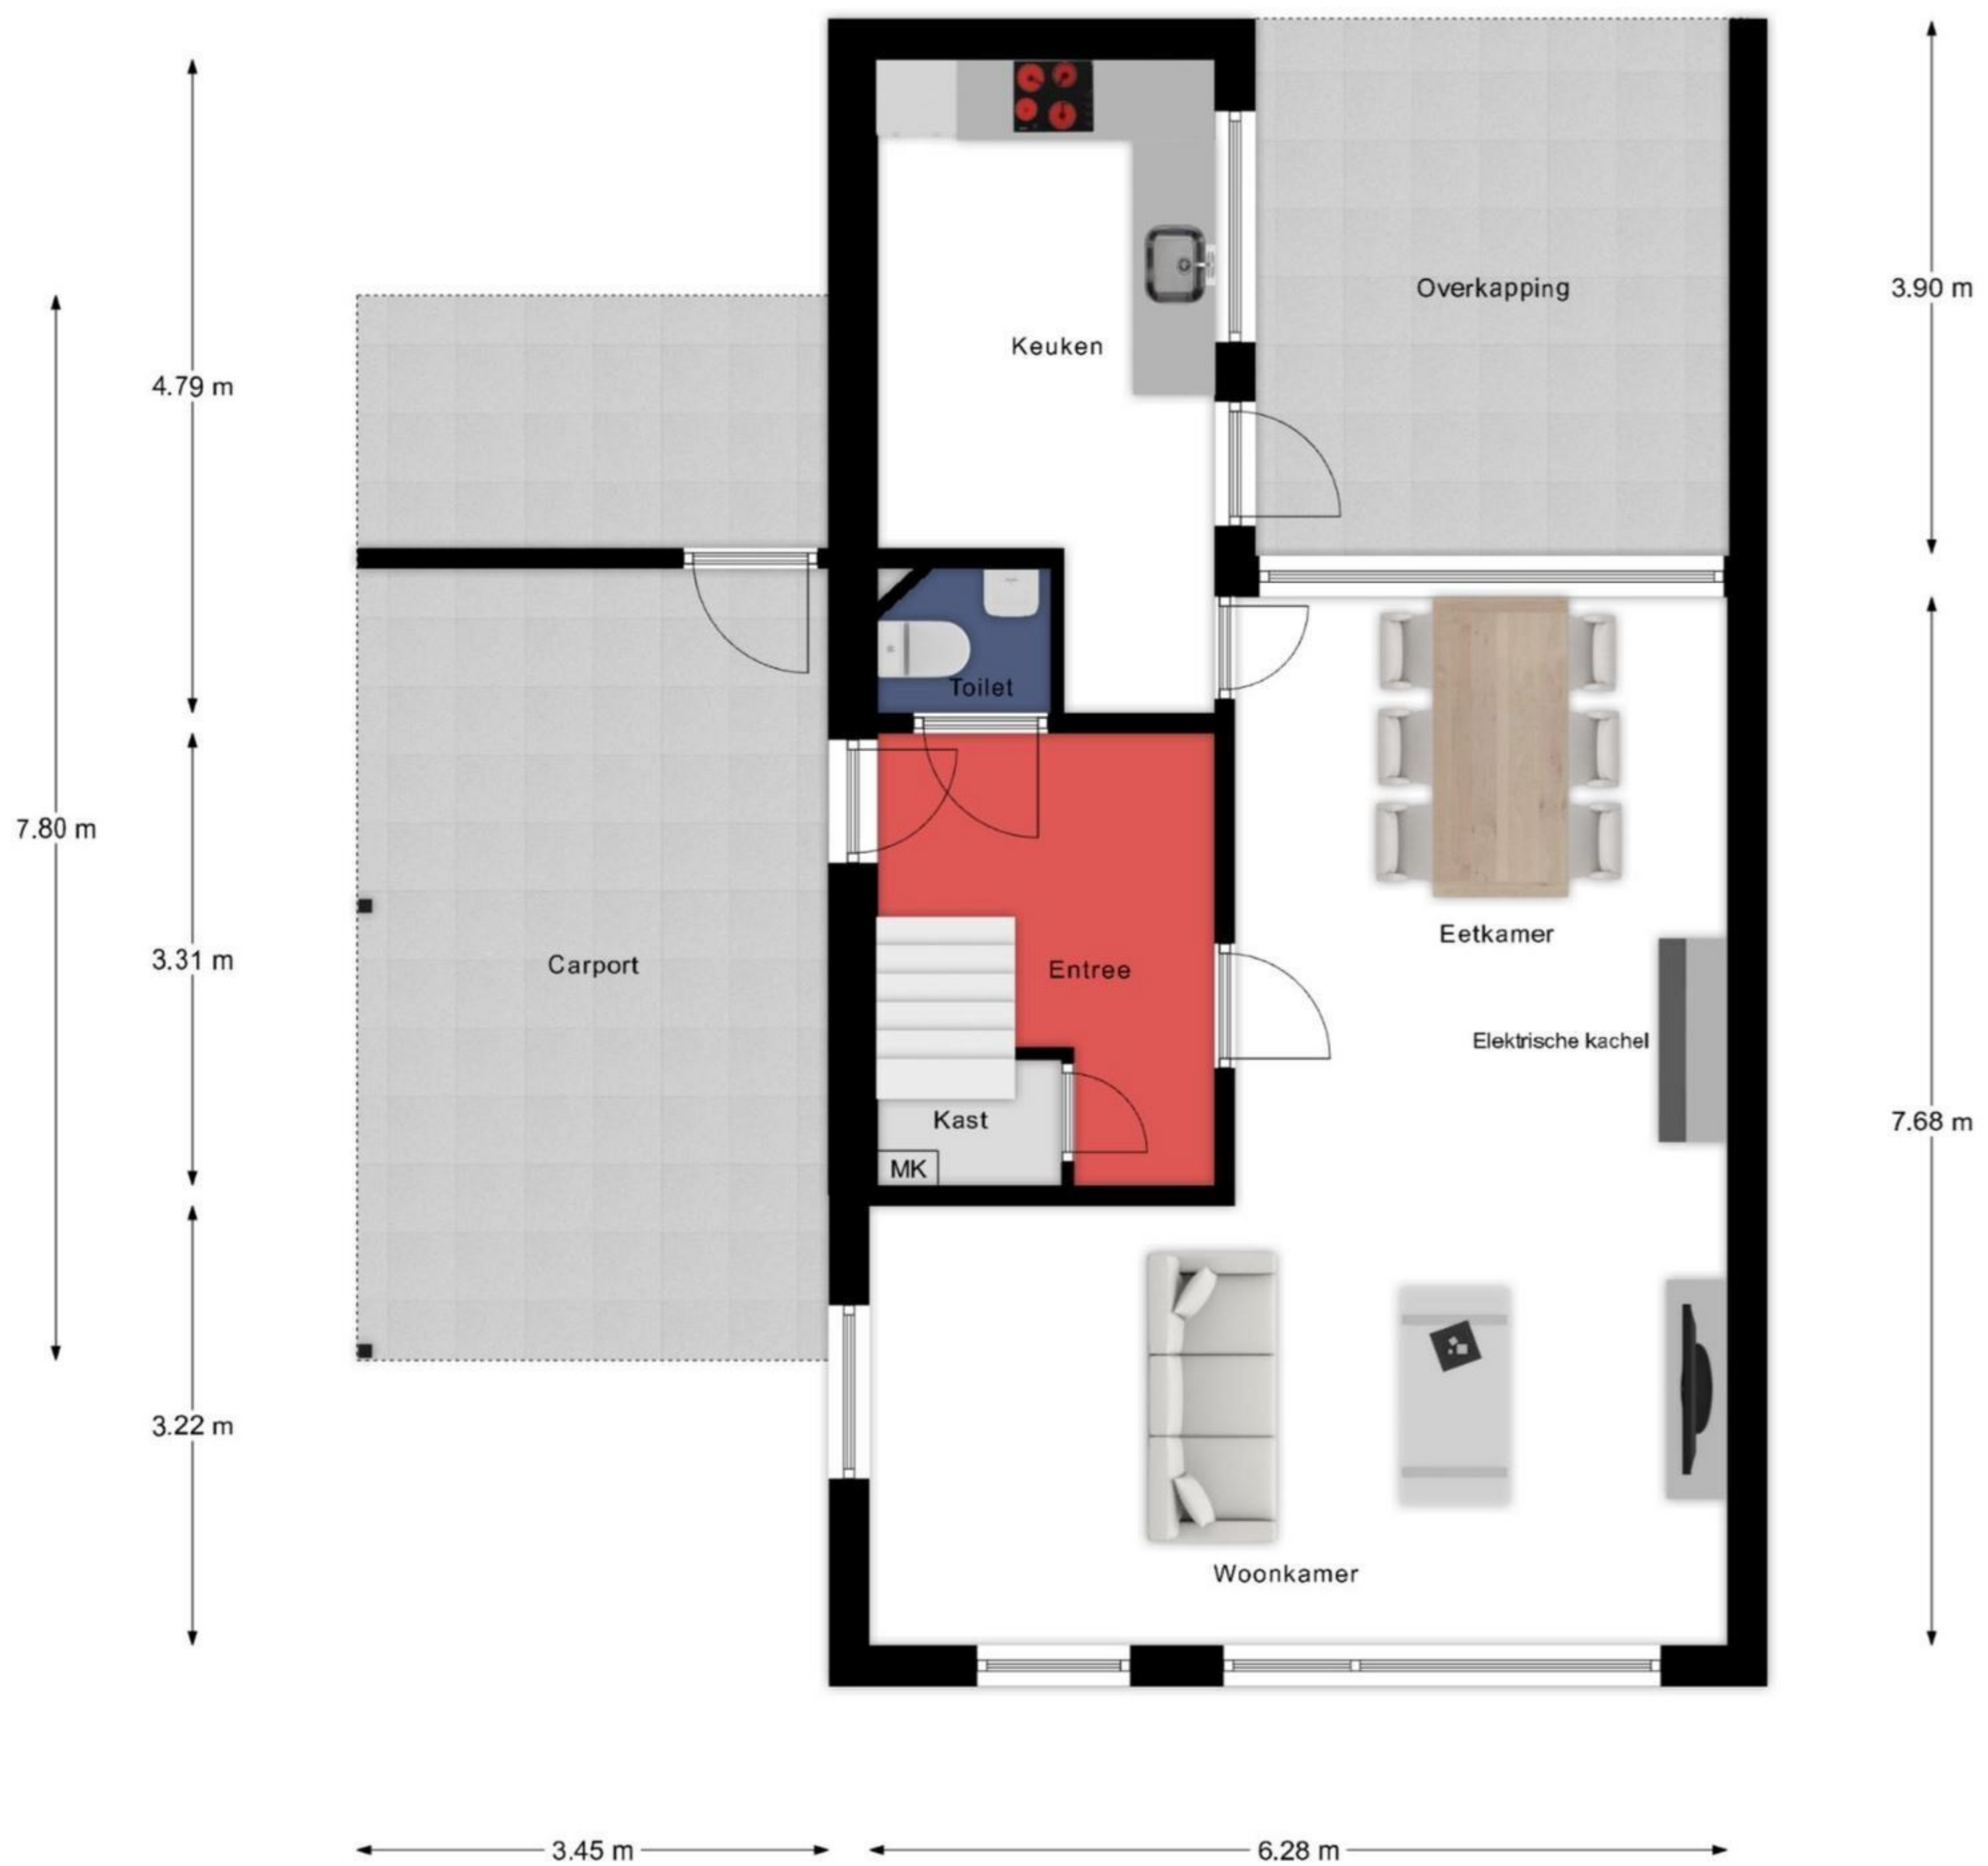 Overkapping
3.90 m
Keuken
4.79 m
Toilet
7.80 m
Eetkamer
3.31 m
Carport
Entree
Elektrische kachel
Kast
7.68 m
MK
3.22 m
Woonkamer
3.45 m
6.28 m